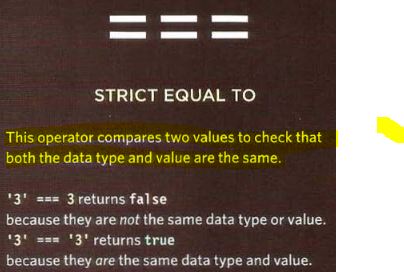 ===
STRICT EQUAL TO
This operator compares two values to check that
both the data type and value are the same.
'3' === 3 returns false
because they are not the same data type or value.
'3' === '3' returns true
because they are the same data type and value.